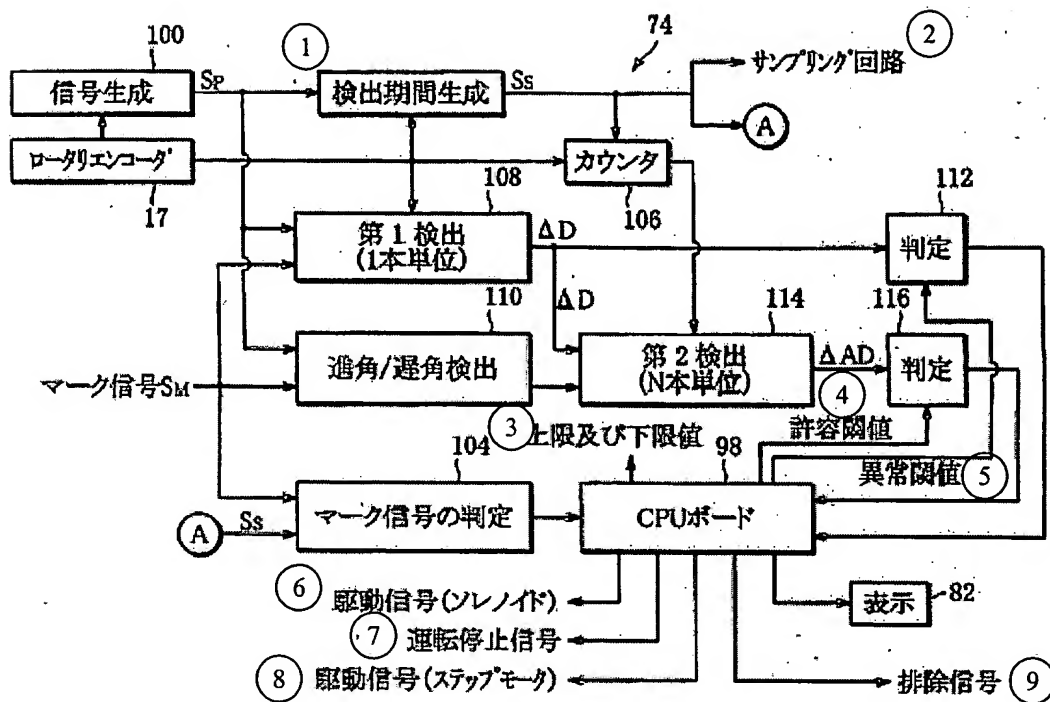 100
①
74
②
信号生成
SP
検出期間生成
Ss
サンプリング回路
A
ロータリエンコーダ
カウンタ
17
108
106
112
第1検出
(1本単位)
ΔD
判定
110
ΔD
114
116
進角/遅角検出
第2検出
(N本単位)
ΔAD
判定
マーク信号SM
③
④
上限及び下限値
許容閾値
104
98
異常閾値
⑤
A
Ss
マーク信号の判定
CPUボード
⑥
駆動信号(ソレノイド)
表示
82
⑦
運転停止信号
⑧
駆動信号(ステップモータ)
排除信号
⑨